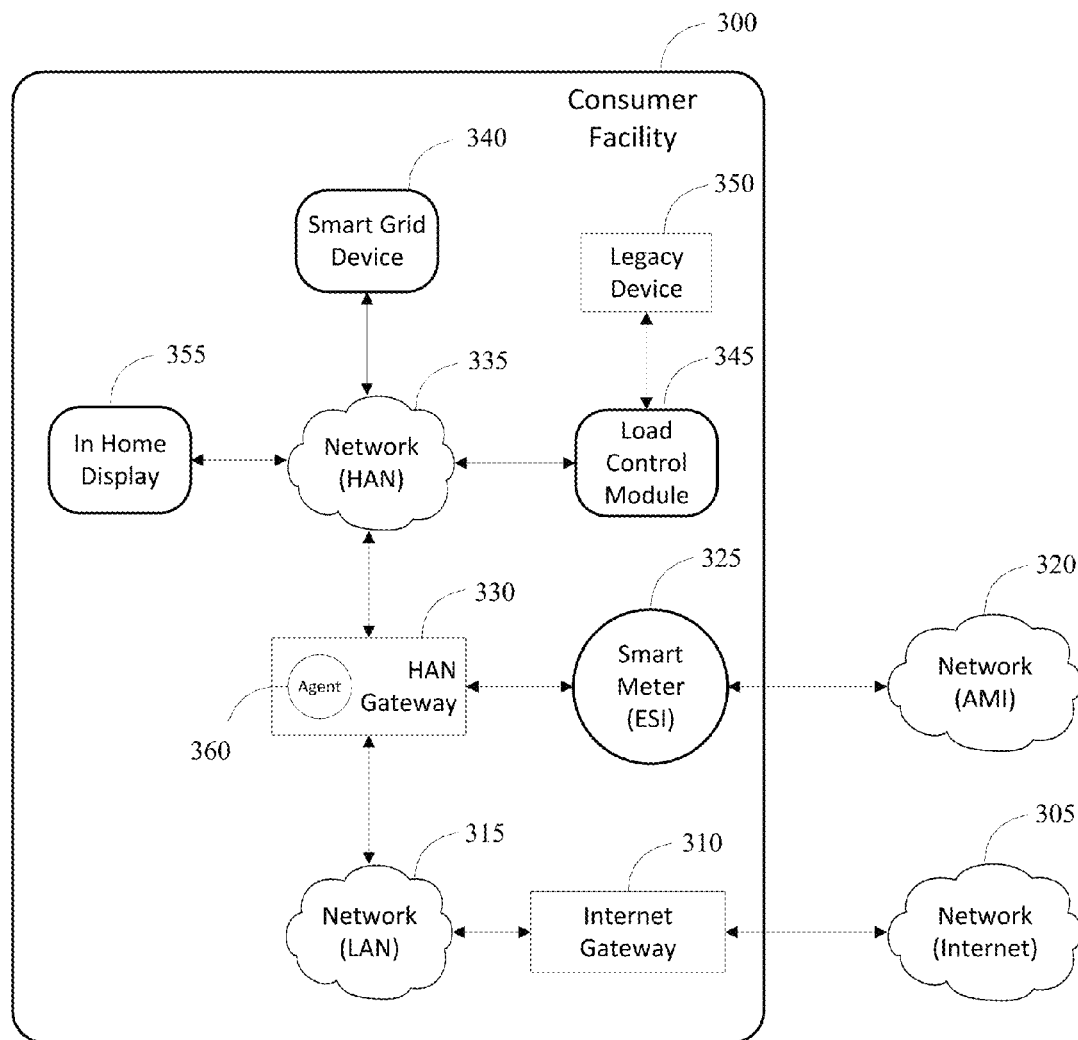 300
Consumer
Facility
340
Smart Grid
Device
350
Legacy
Device
355
In Home
Display
335
Network
(HAN)
345
Load
Control
Module
330
HAN
Gateway
Agent
360
325
Smart
Meter
(ESI)
320
Network
(AMI)
315
Network
(LAN)
310
Internet
Gateway
305
Network
(Internet)